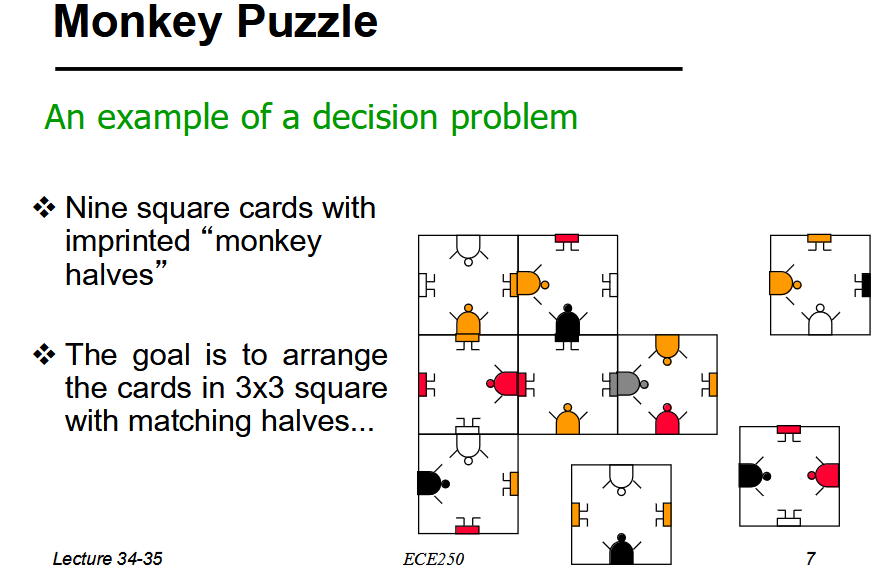 Monkey Puzzle
An example of a decision problem
❖ Nine square cards with
imprinted “monkey
halves”
❖ The goal is to arrange
the cards in 3x3 square
with matching halves...
Lecture 34-35
ECE250
7